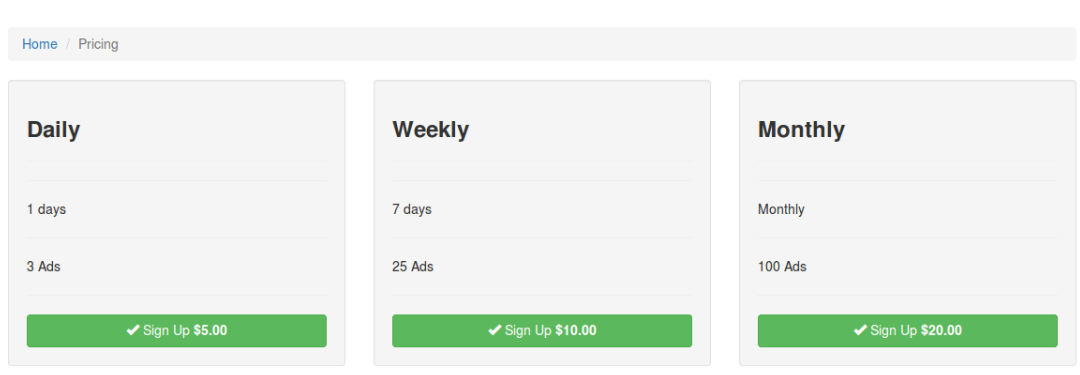 Home / Pricing
Daily
1 days
3 Ads
Sign Up $5.00
Weekly
7 days
25 Ads
Sign Up $10.00
Monthly
Monthly
100 Ads
Sign Up $20.00